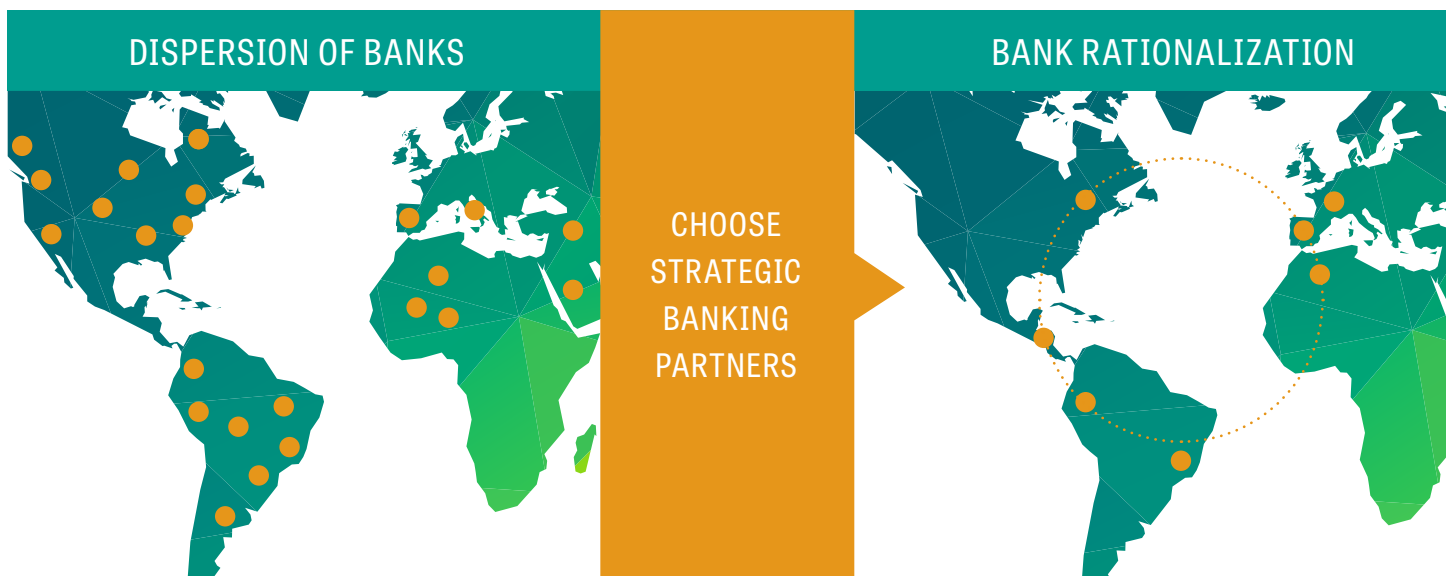 DISPERSION OF BANKS
CHOOSE
STRATEGIC
BANKING
PARTNERS
BANK RATIONALIZATION